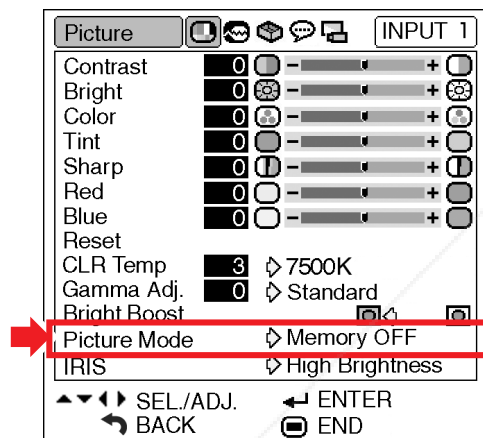 Picture INPUT 1
Contrast 0 - +
Bright 0 - +
Color 0 - +
Tint 0 - +
Sharp 0 - +
Red 0 - +
Blue 0 - +
Reset
CLR Temp 3 7500K
Gamma Adj. 0 Standard
Bright Boost
Picture Mode Memory OFF
IRIS High Brightness
SEL./ADJ. ENTER
BACK END